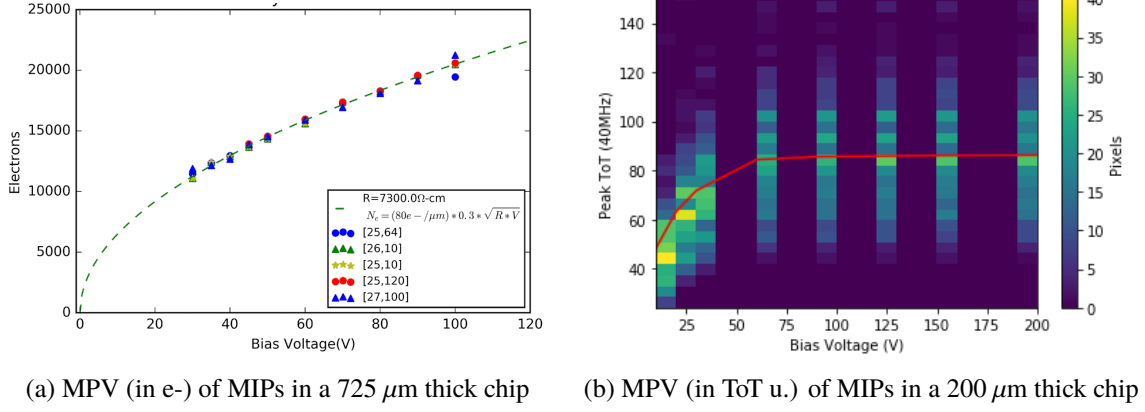 25000
20000
15000
10000
5000
0
Electrons
0 20 40 60 80 100 120
Bias Voltage(V)
R=7300.0Ω-cm
N_e = (80e−/μm) * 0.3 * √R * V
[25,64]
[26,10]
[25,10]
[25,120]
[27,100]
(a) MPV (in e-) of MIPs in a 725 μm thick chip
140
120
100
80
60
40
Peak ToT (40MHz)
25 50 75 100 125 150 175 200
Bias Voltage (V)
40
35
30
25
20
15
10
5
0
Pixels
(b) MPV (in ToT u.) of MIPs in a 200 μm thick chip